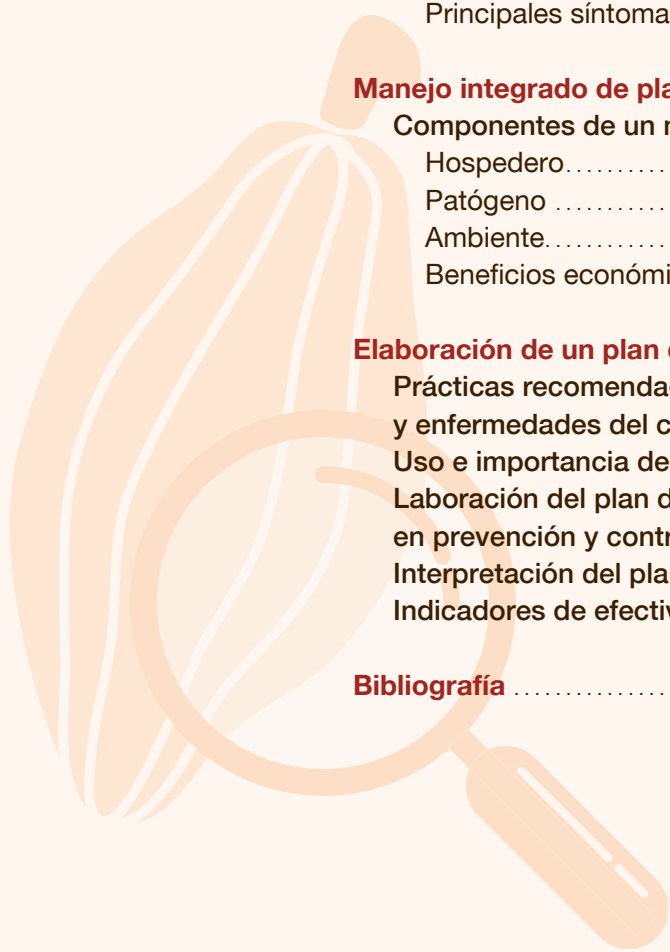 Principales síntoma
Manejo integrado de pla
Componentes de un
Hospedero..........
Patógeno ...........
Ambiente............
Beneficios económi
Elaboración de un plan
Prácticas recomenda
y enfermedades del c
Uso e importancia de
Laboración del plan d
en prevención y contr
Interpretación del pla
Indicadores de efectiv
Bibliografía ...............